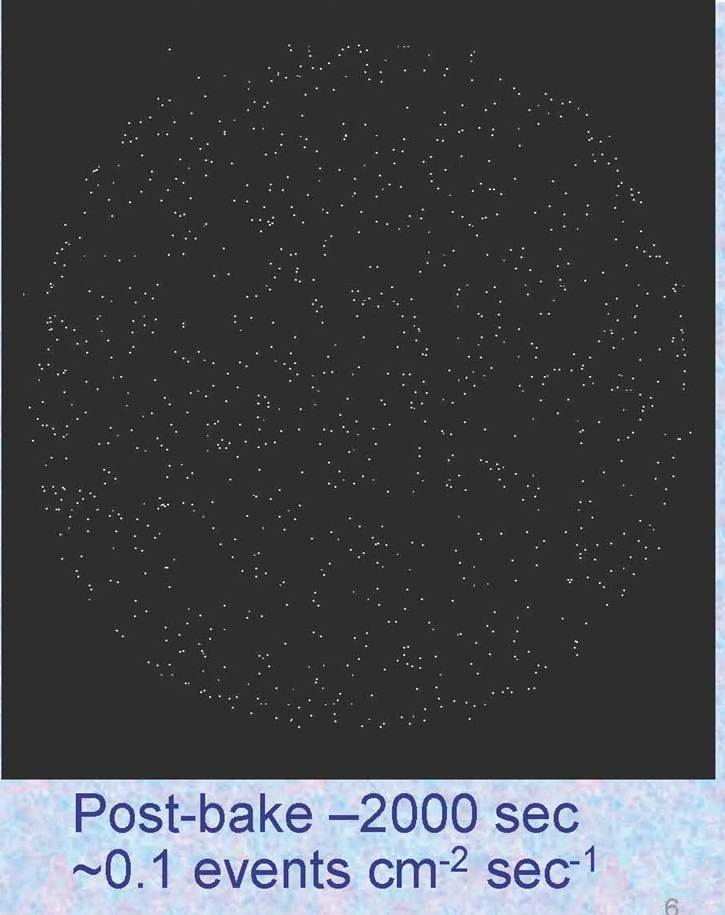 Post-bake –2000 sec
~0.1 events cm-2 sec-1
6